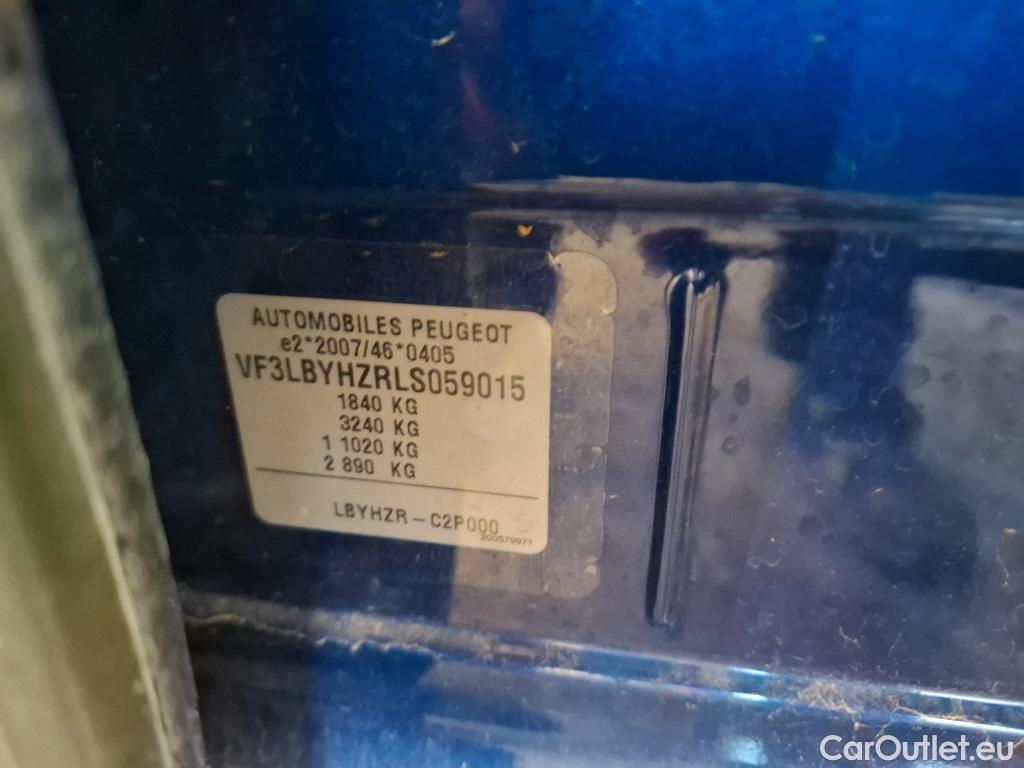 AUTOMOBILES PEUGEOT
e2*2007/46*0405
VF3LBYHZRLS059015
1840 KG
3240 KG
1 1020 KG
2 890 KG
LBYHZR-C2P000
200579971
CarOutlet.eu